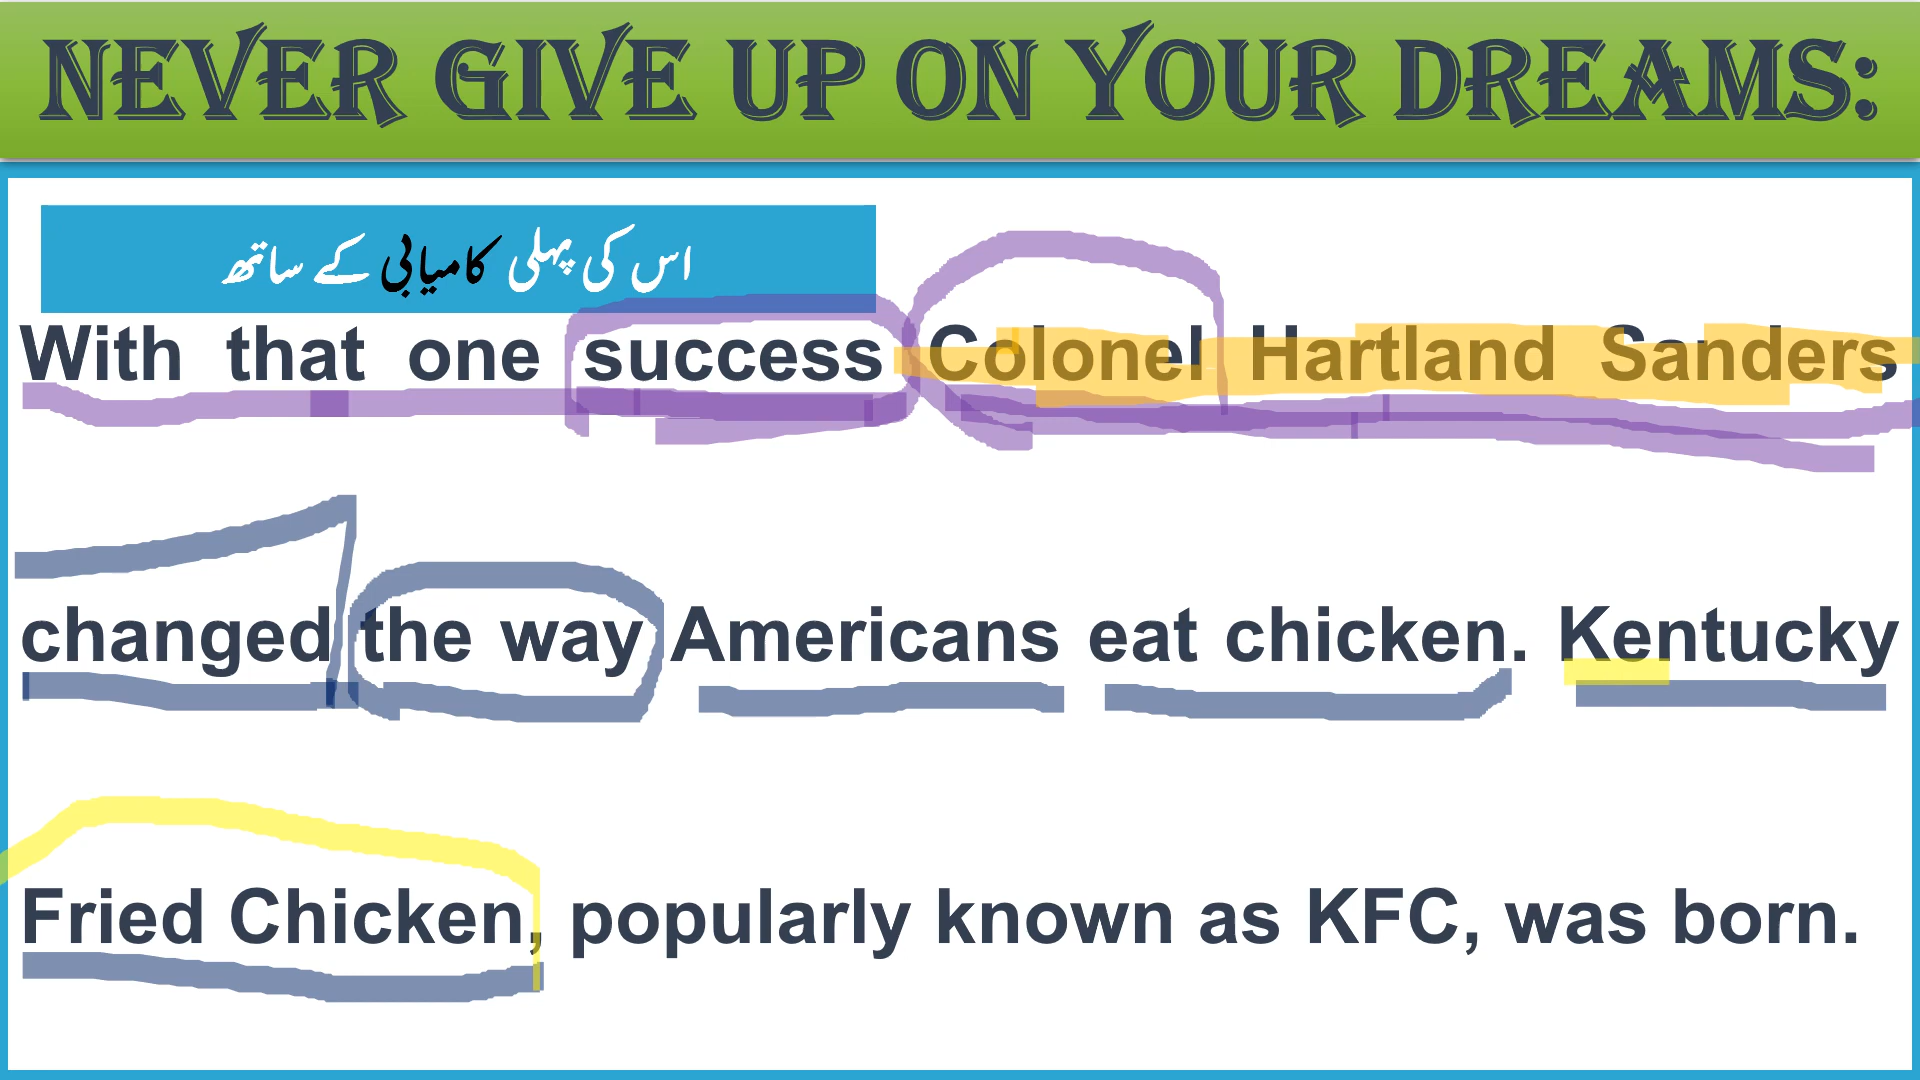 NEVER GIVE UP ON YOUR DREAMS:
اس کی پہلی کامیابی کے ساتھ
With that one success Colonel Hartland Sanders
changed the way Americans eat chicken. Kentucky
Fried Chicken, popularly known as KFC, was born.